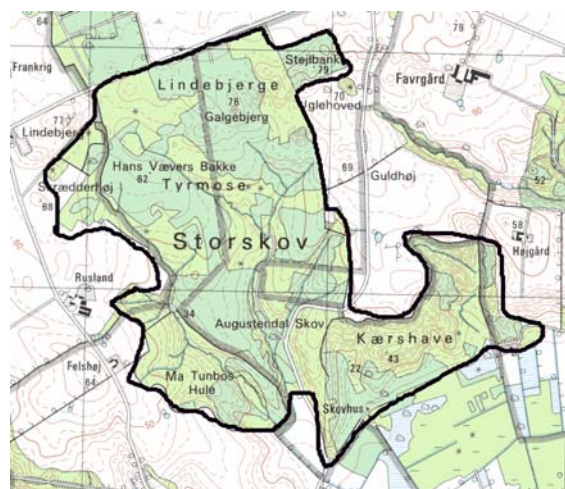 64
79
Frankrig
Stejlbank
79
Favrgård
Lindebjerge
76
70
Galgebjerg
Uglehoved
77
Lindebjerg
Hans Vævers Bakke
62
Tyrmose
69
Guldhøj
52
Skrædderhøj
68
Storskov
58
Højgård
Rusland
34
Augustendal Skov
Kærshave
43
Felshøj
64
Ma Tunbos
Hule
22
Skovhus
50